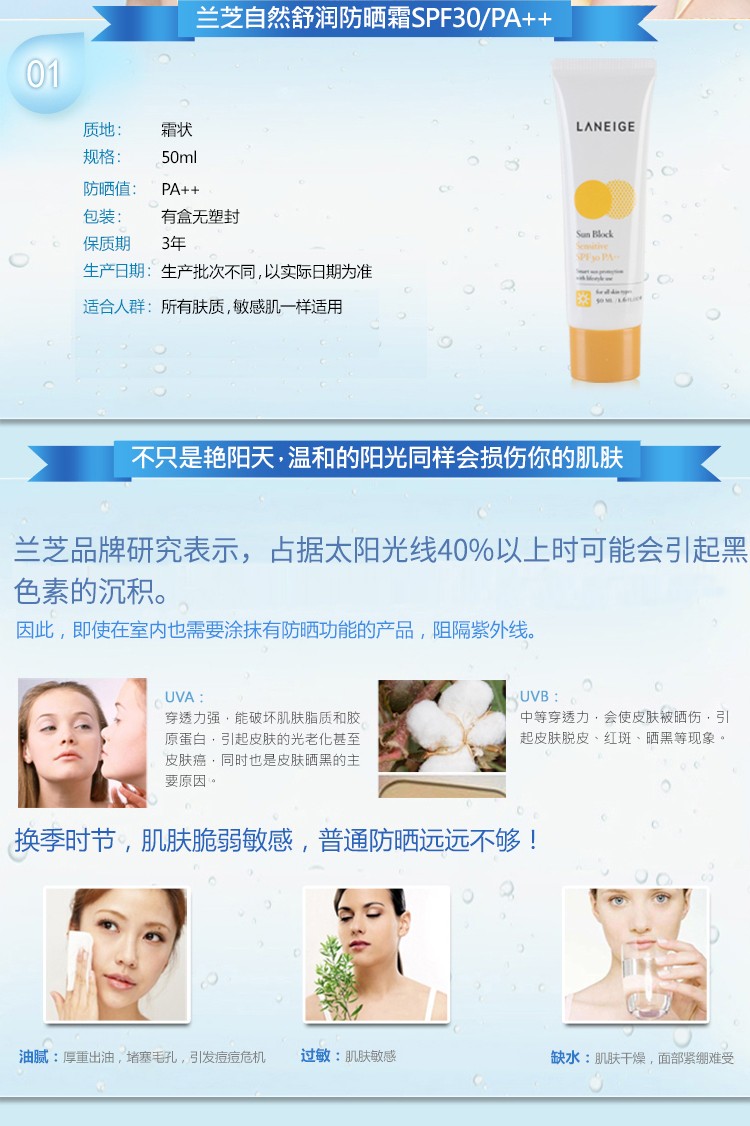 兰芝自然舒润防晒霜SPF30/PA++
01
质地： 霜状
规格： 50ml
防晒值： PA++
包装： 有盒无塑封
保质期 3年
生产日期： 生产批次不同，以实际日期为准
适合人群： 所有肤质，敏感肌一样适用
LANEIGE
Sun Block
Sensitive
SPF30 PA++
Smart sun protection
with lifestyle use
for all skin types
50 ML /
不只是艳阳天·温和的阳光同样会损伤你的肌肤
兰芝品牌研究表示，占据太阳光线40%以上时可能会引起黑
色素的沉积。
因此，即使在室内也需要涂抹有防晒功能的产品，阻隔紫外线。
UVA：
穿透力强，能破坏肌肤脂质和胶
原蛋白，引起皮肤的光老化甚至
皮肤癌，同时也是皮肤晒黑的主
要原因。
UVB：
中等穿透力，会使皮肤被晒伤，引
起皮肤脱皮、红斑、晒黑等现象。
换季时节，肌肤脆弱敏感，普通防晒远远不够！
油腻：厚重出油，堵塞毛孔，引发痘痘危机
过敏：肌肤敏感
缺水：肌肤干燥，面部紧绷难受